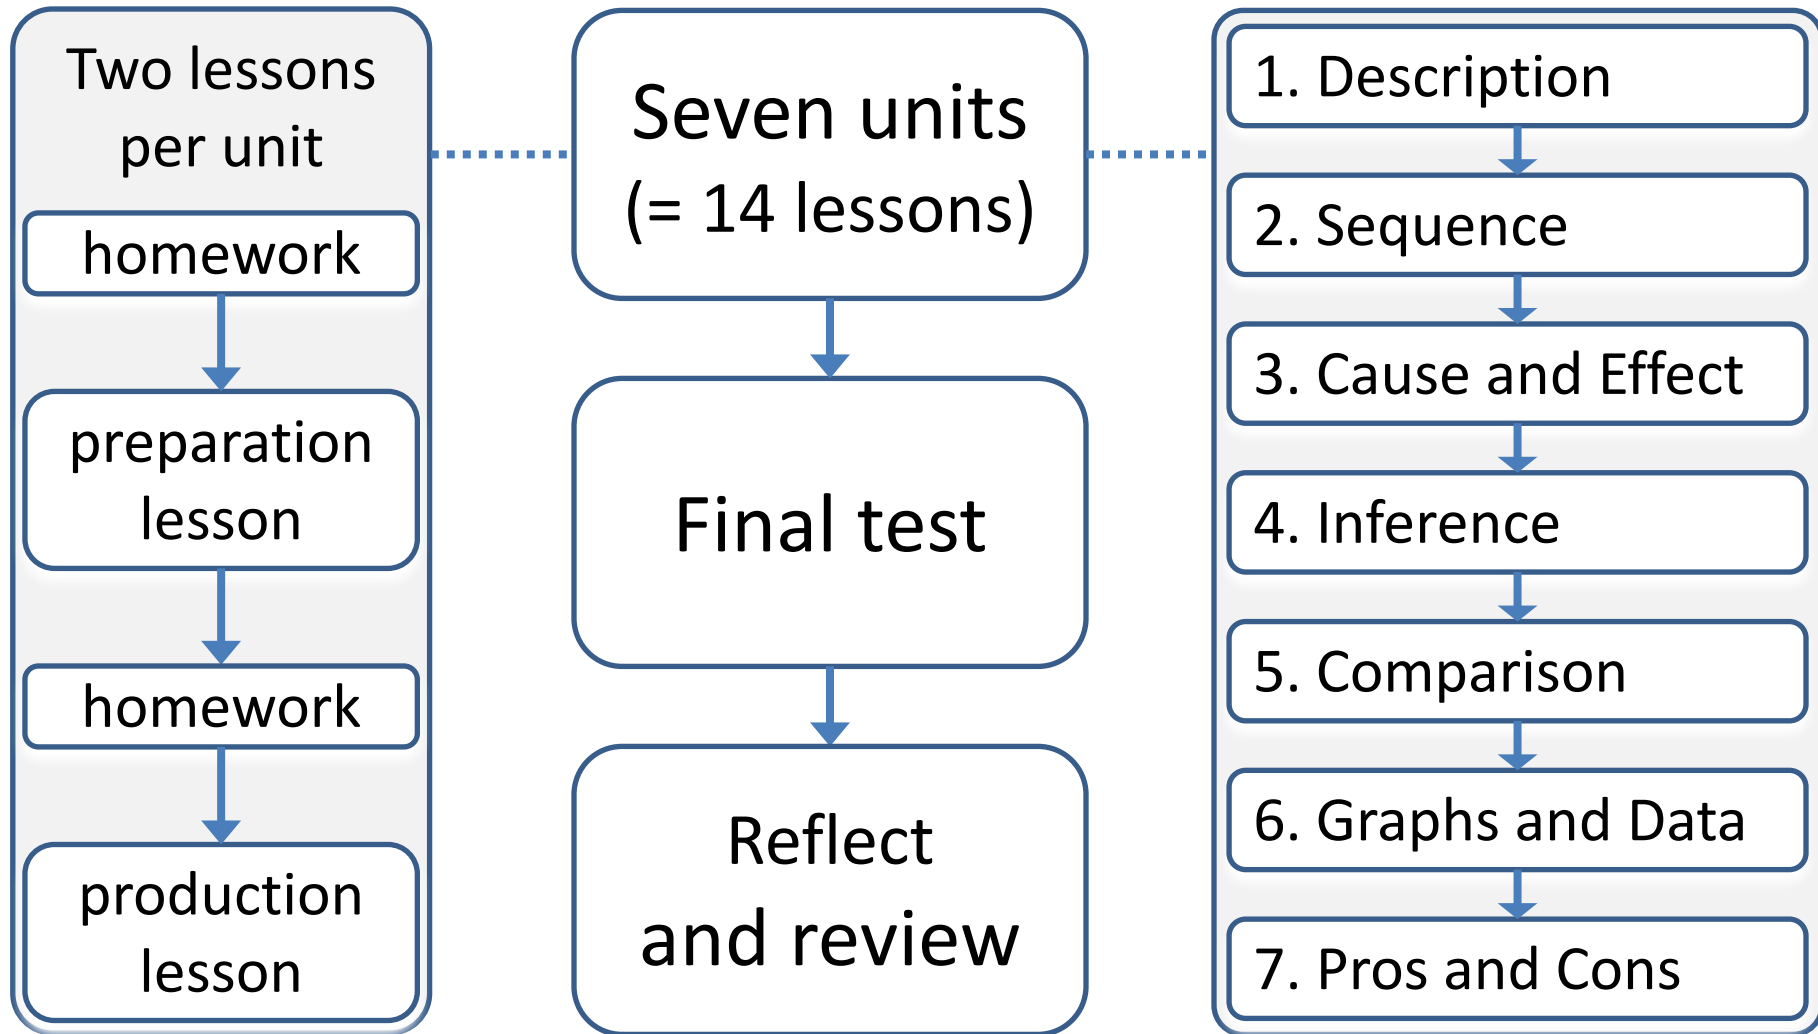 Two lessons
per unit
homework
preparation
lesson
homework
production
lesson
Seven units
(= 14 lessons)
Final test
Reflect
and review
1. Description
2. Sequence
3. Cause and Effect
4. Inference
5. Comparison
6. Graphs and Data
7. Pros and Cons